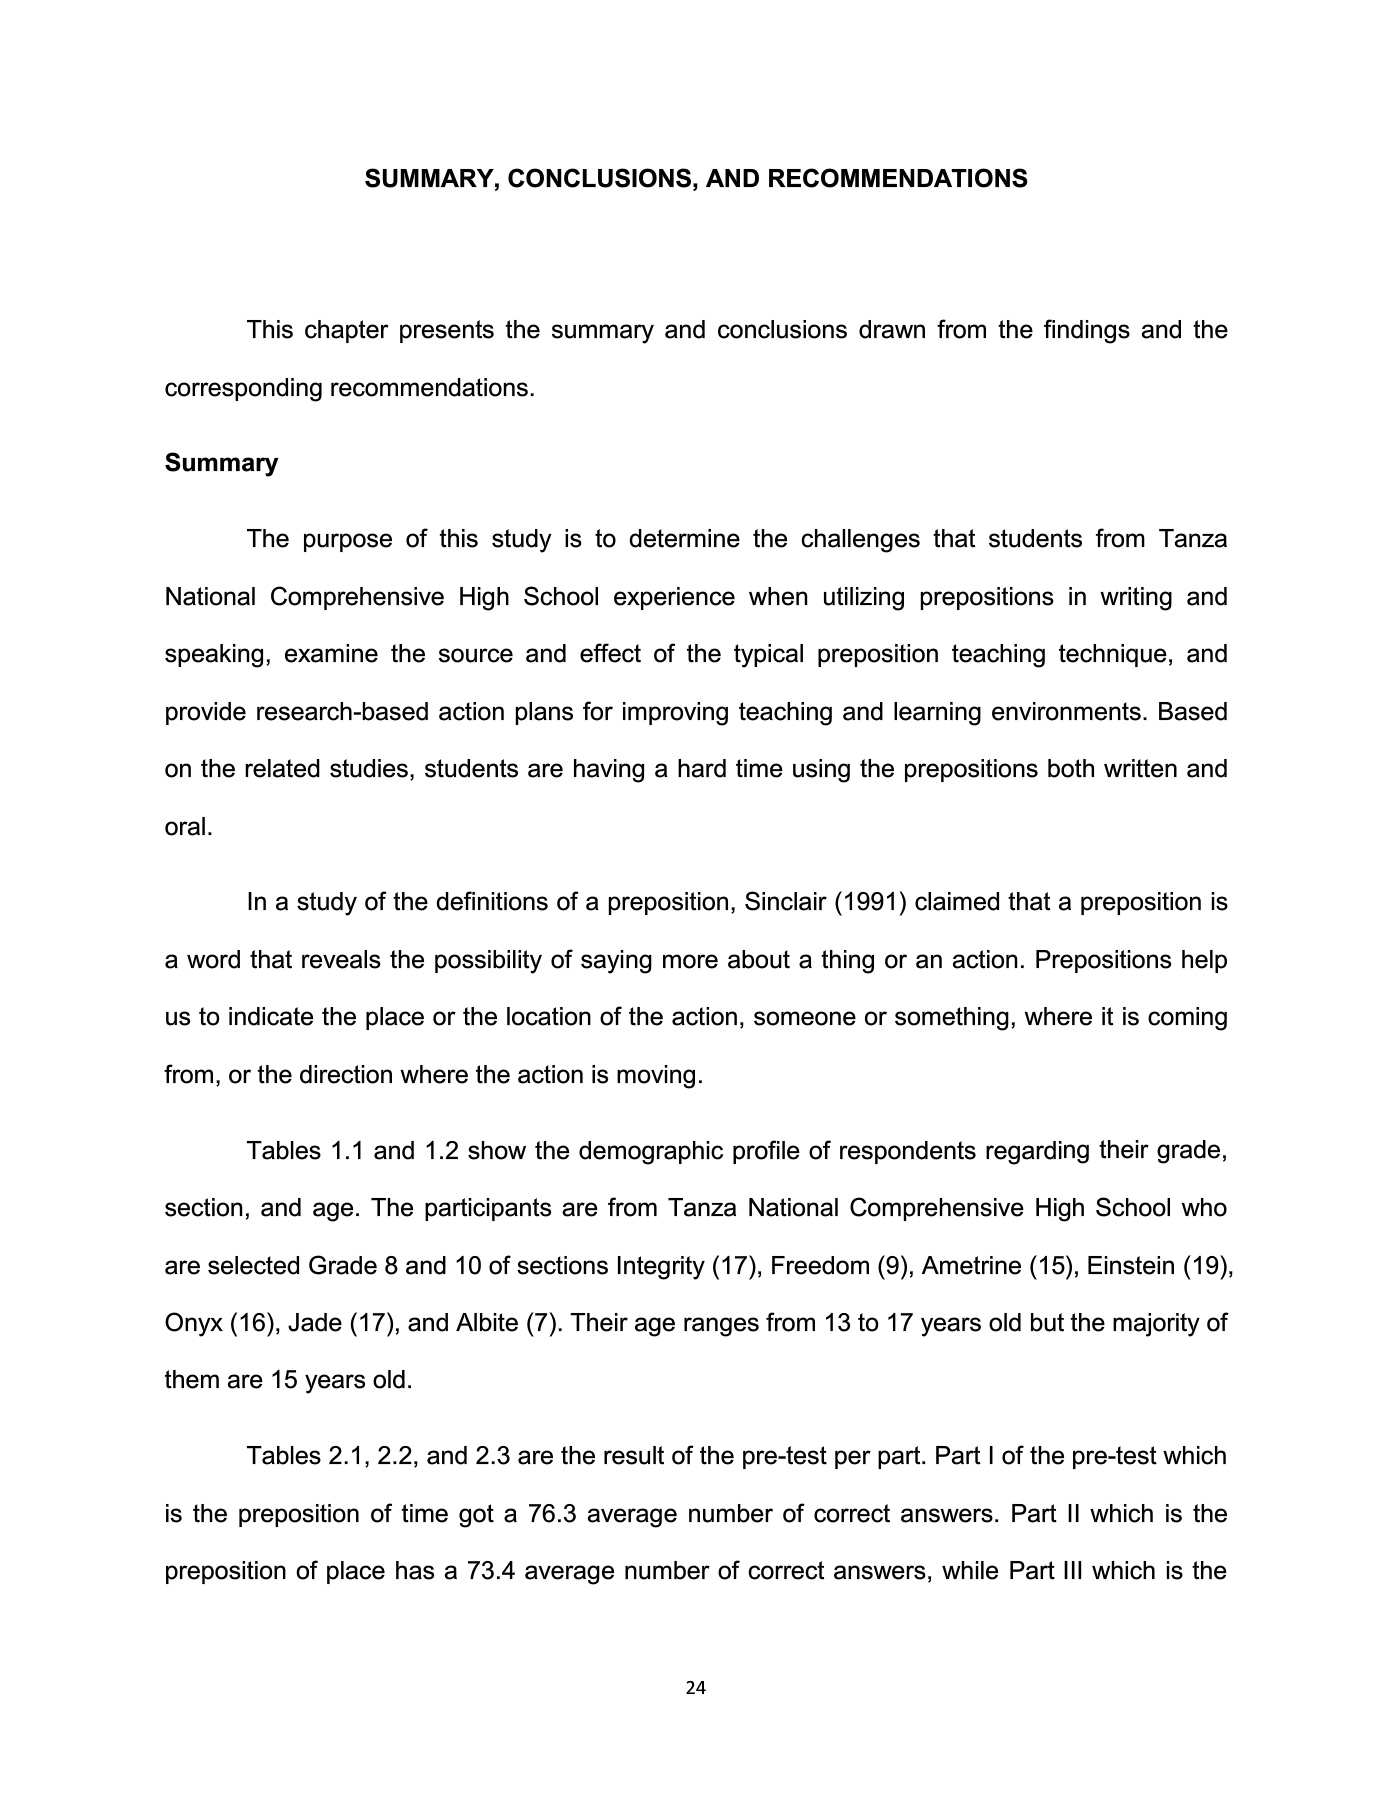 SUMMARY, CONCLUSIONS, AND RECOMMENDATIONS
This chapter presents the summary and conclusions drawn from the findings and the
corresponding recommendations.
Summary
The purpose of this study is to determine the challenges that students from Tanza
National Comprehensive High School experience when utilizing prepositions in writing and
speaking, examine the source and effect of the typical preposition teaching technique, and
provide research-based action plans for improving teaching and learning environments. Based
on the related studies, students are having a hard time using the prepositions both written and
oral.
In a study of the definitions of a preposition, Sinclair (1991) claimed that a preposition is
a word that reveals the possibility of saying more about a thing or an action. Prepositions help
us to indicate the place or the location of the action, someone or something, where it is coming
from, or the direction where the action is moving.
Tables 1.1 and 1.2 show the demographic profile of respondents regarding their grade,
section, and age. The participants are from Tanza National Comprehensive High School who
are selected Grade 8 and 10 of sections Integrity (17), Freedom (9), Ametrine (15), Einstein (19),
Onyx (16), Jade (17), and Albite (7). Their age ranges from 13 to 17 years old but the majority of
them are 15 years old.
Tables 2.1, 2.2, and 2.3 are the result of the pre-test per part. Part I of the pre-test which
is the preposition of time got a 76.3 average number of correct answers. Part II which is the
preposition of place has a 73.4 average number of correct answers, while Part III which is the
24